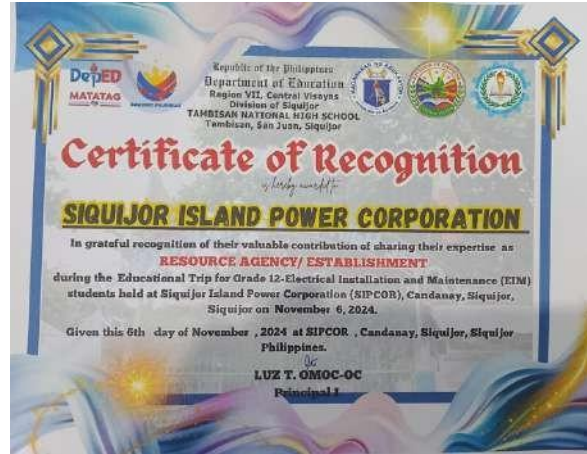 Republic of the Philippines
DepED
MATATAG
Department of Education
Region VII, Central Visayas
Division of Siquijor
TAMBISAN NATIONAL HIGH SCHOOL
Tambisan, San Juan, Siquijor
Certificate of Recognition
is hereby awarded to
SIQUIJOR ISLAND POWER CORPORATION
In grateful recognition of their valuable contribution of sharing their expertise as
RESOURCE AGENCY/ ESTABLISHMENT
during the Educational Trip for Grade 12-Electrical Installation and Maintenance (EIM)
students held at Siquijor Island Power Corporation (SIPCOR), Candanay, Siquijor,
Siquijor on November 6, 2024.
Given this 6th day of November , 2024 at SIPCOR , Candanay, Siquijor, Siquijor
Philippines.
LUZ T. OMOC-OC
Principal I